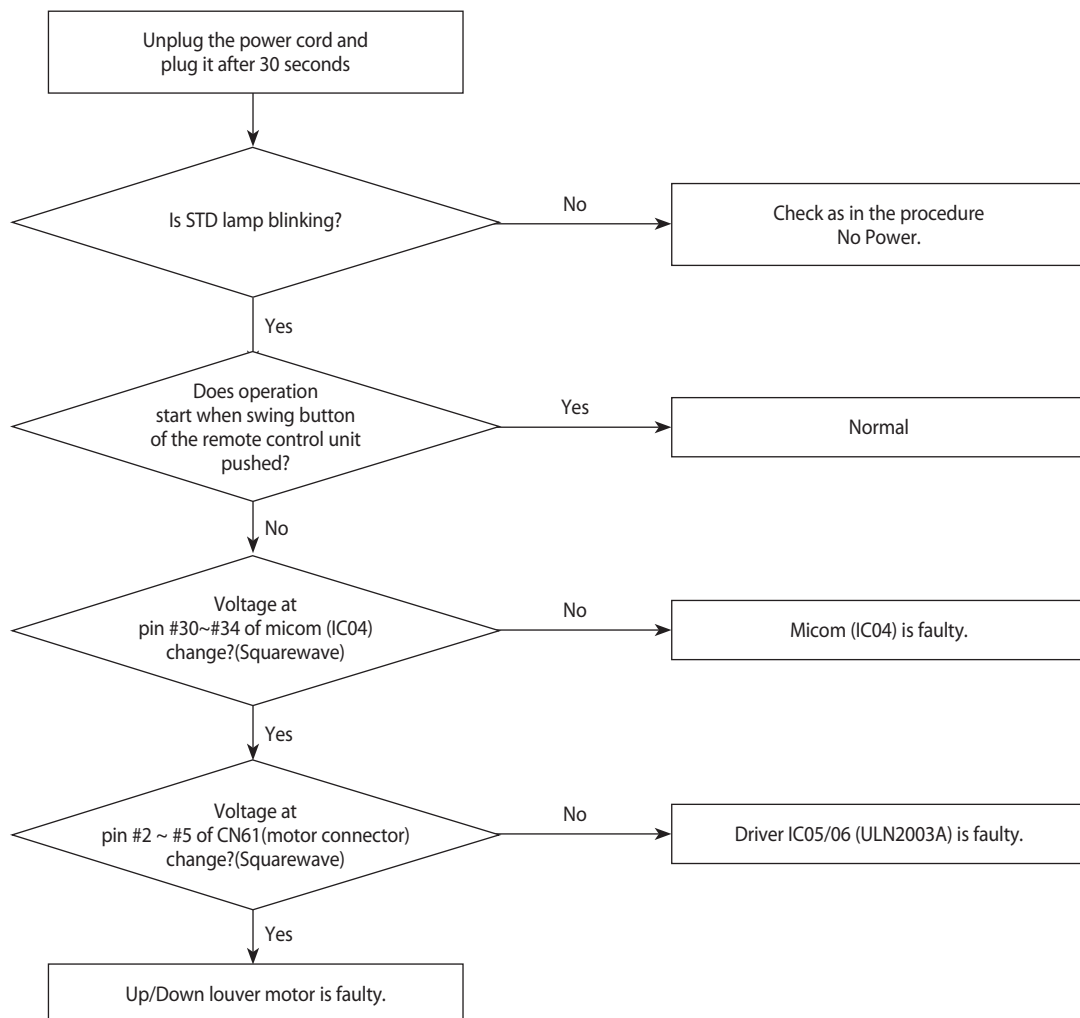 Unplug the power cord and
plug it after 30 seconds
Is STD lamp blinking?
No
Check as in the procedure
No Power.
Yes
Does operation
start when swing button
of the remote control unit
pushed?
Yes
Normal
No
Voltage at
pin #30~#34 of micom (IC04)
change?(Squarewave)
No
Micom (IC04) is faulty.
Yes
Voltage at
pin #2 ~ #5 of CN61(motor connector)
change?(Squarewave)
No
Driver IC05/06 (ULN2003A) is faulty.
Yes
Up/Down louver motor is faulty.